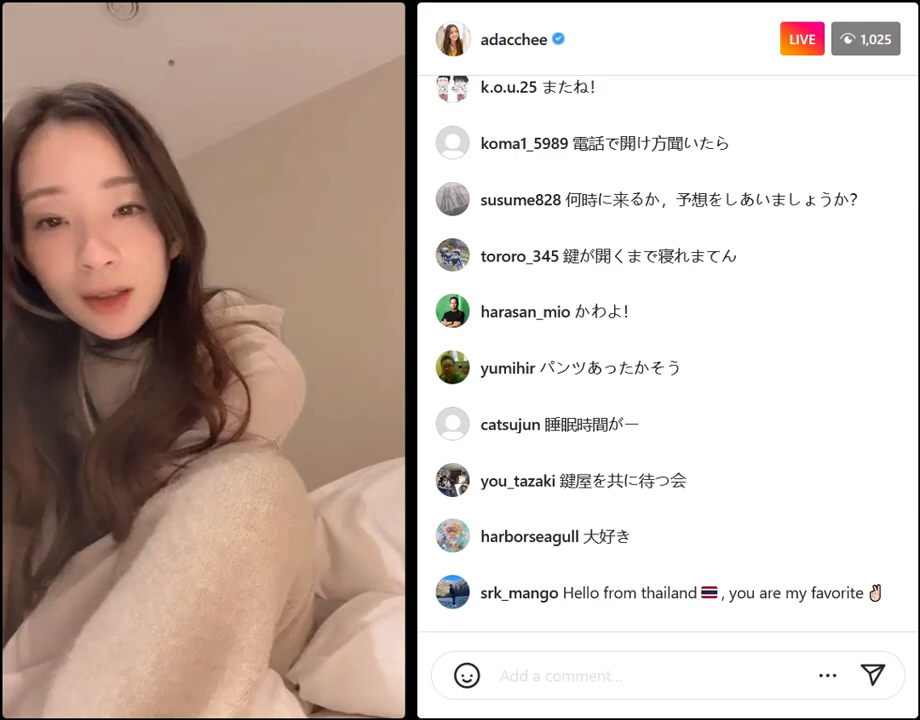 adacchee
LIVE
1,025
k.o.u.25 またね!
koma1_5989 電話で開け方聞いたら
susume828 何時に来るか，予想をしあいましょうか?
tororo_345 鍵が開くまで寝れまてん
harasan_mio かわよ!
yumihir パンツあったかそう
catsujun 睡眠時間がー
you_tazaki 鍵屋を共に待つ会
harborseagull 大好き
srk_mango Hello from thailand 🇹🇭 , you are my favorite ✌🏻
Add a comment...